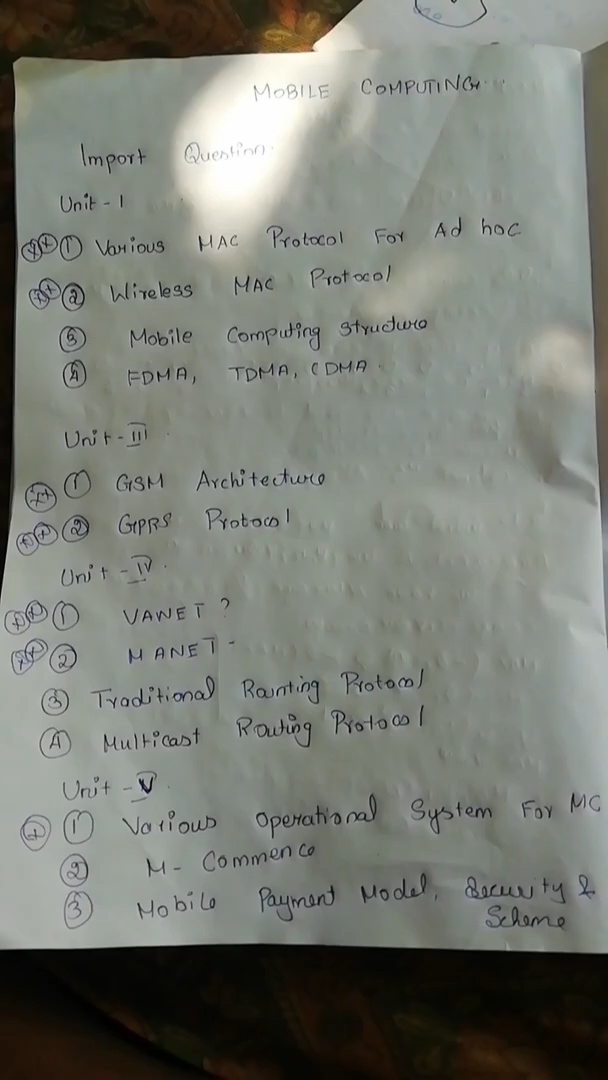 MOBILE COMPUTING
Import Question.
Unit - I
** ① Various MAC Protocol For Ad hoc
** ② Wireless MAC Protocol
③ Mobile Computing Structure
④ FDMA, TDMA, CDMA.
Unit - III
** ① GSM Architecture
** ② GPRS Protocol
Unit - IV.
** ① VANET ?
** ② MANET -
③ Traditional Rounting Protocol
④ Multicast Routing Protocol
Unit - V.
* ① Various Operational System For MC
② M - Commence
③ Mobile Payment Model, Security &
Scheme